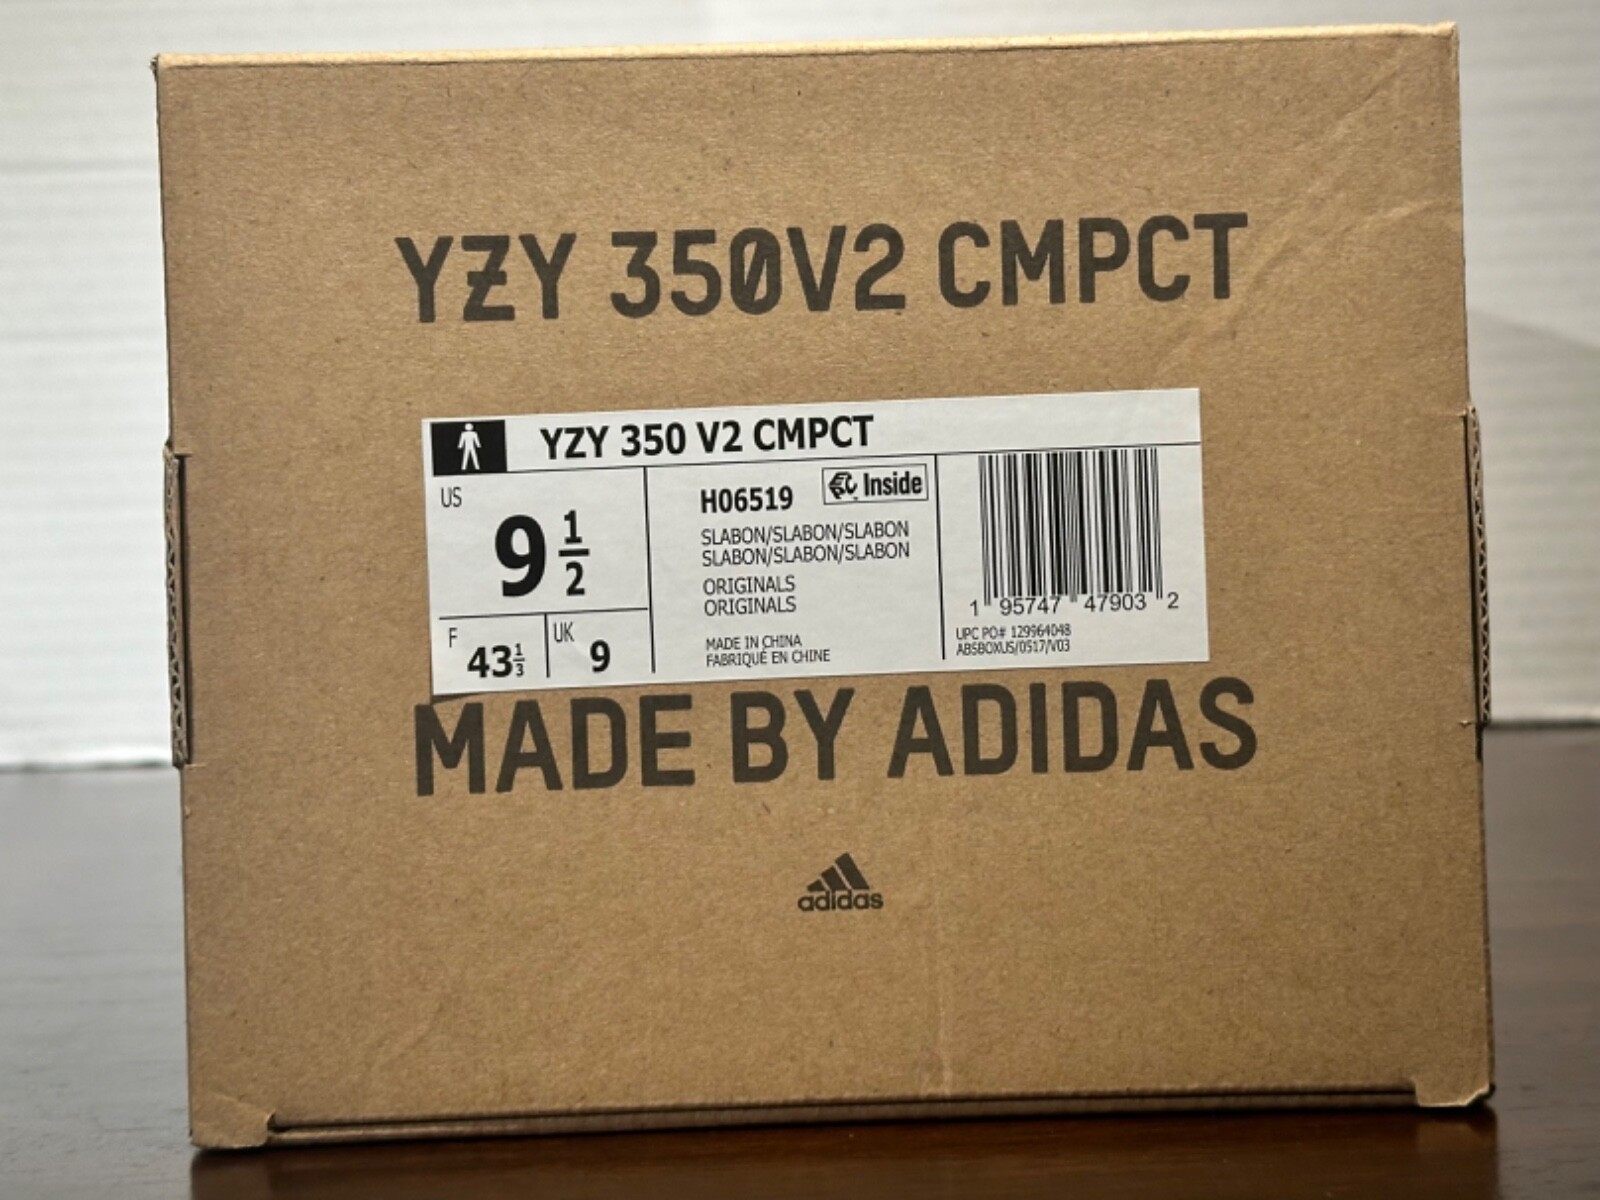 YZY 350V2 CMPCT
YZY 350 V2 CMPCT
US
9 1/2
F
43 1/3
UK
9
H06519
Inside
SLABON/SLABON/SLABON
SLABON/SLABON/SLABON
ORIGINALS
ORIGINALS
MADE IN CHINA
FABRIQUÉ EN CHINE
1 95747 47903 2
UPC PO# 129964048
ABSBOXUS/0517/V03
MADE BY ADIDAS
adidas